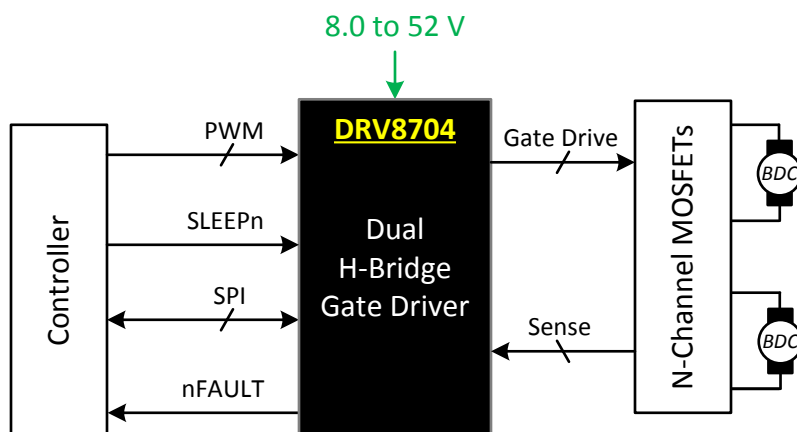 8.0 to 52 V
Controller
PWM
SLEEPn
SPI
nFAULT
DRV8704
Dual
H-Bridge
Gate Driver
Gate Drive
Sense
N-Channel MOSFETs
BDC
BDC